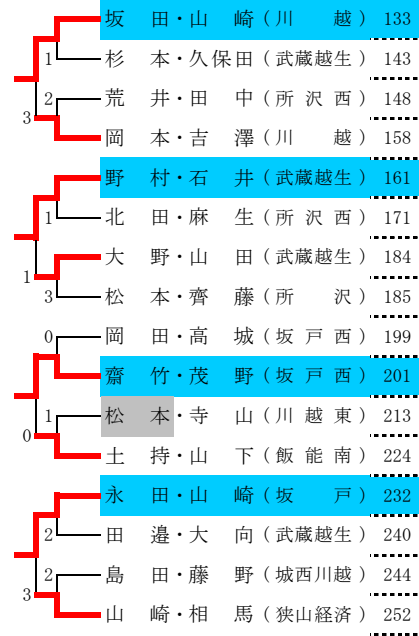 坂 田・山 崎（川 越） 133
1 杉 本・久保田（武蔵越生） 143
2 荒 井・田 中（所 沢 西） 148
3 岡 本・吉 澤（川 越） 158
野 村・石 井（武蔵越生） 161
1 北 田・麻 生（所 沢 西） 171
大 野・山 田（武蔵越生） 184
1
3 松 本・齊 藤（所 沢） 185
0 岡 田・高 城（坂 戸 西） 199
齋 竹・茂 野（坂 戸 西） 201
1 松 本・寺 山（川 越 東） 213
0 土 持・山 下（飯 能 南） 224
永 田・山 崎（坂 戸） 232
2 田 邉・大 向（武蔵越生） 240
2 島 田・藤 野（城西川越） 244
3 山 崎・相 馬（狭山経済） 252